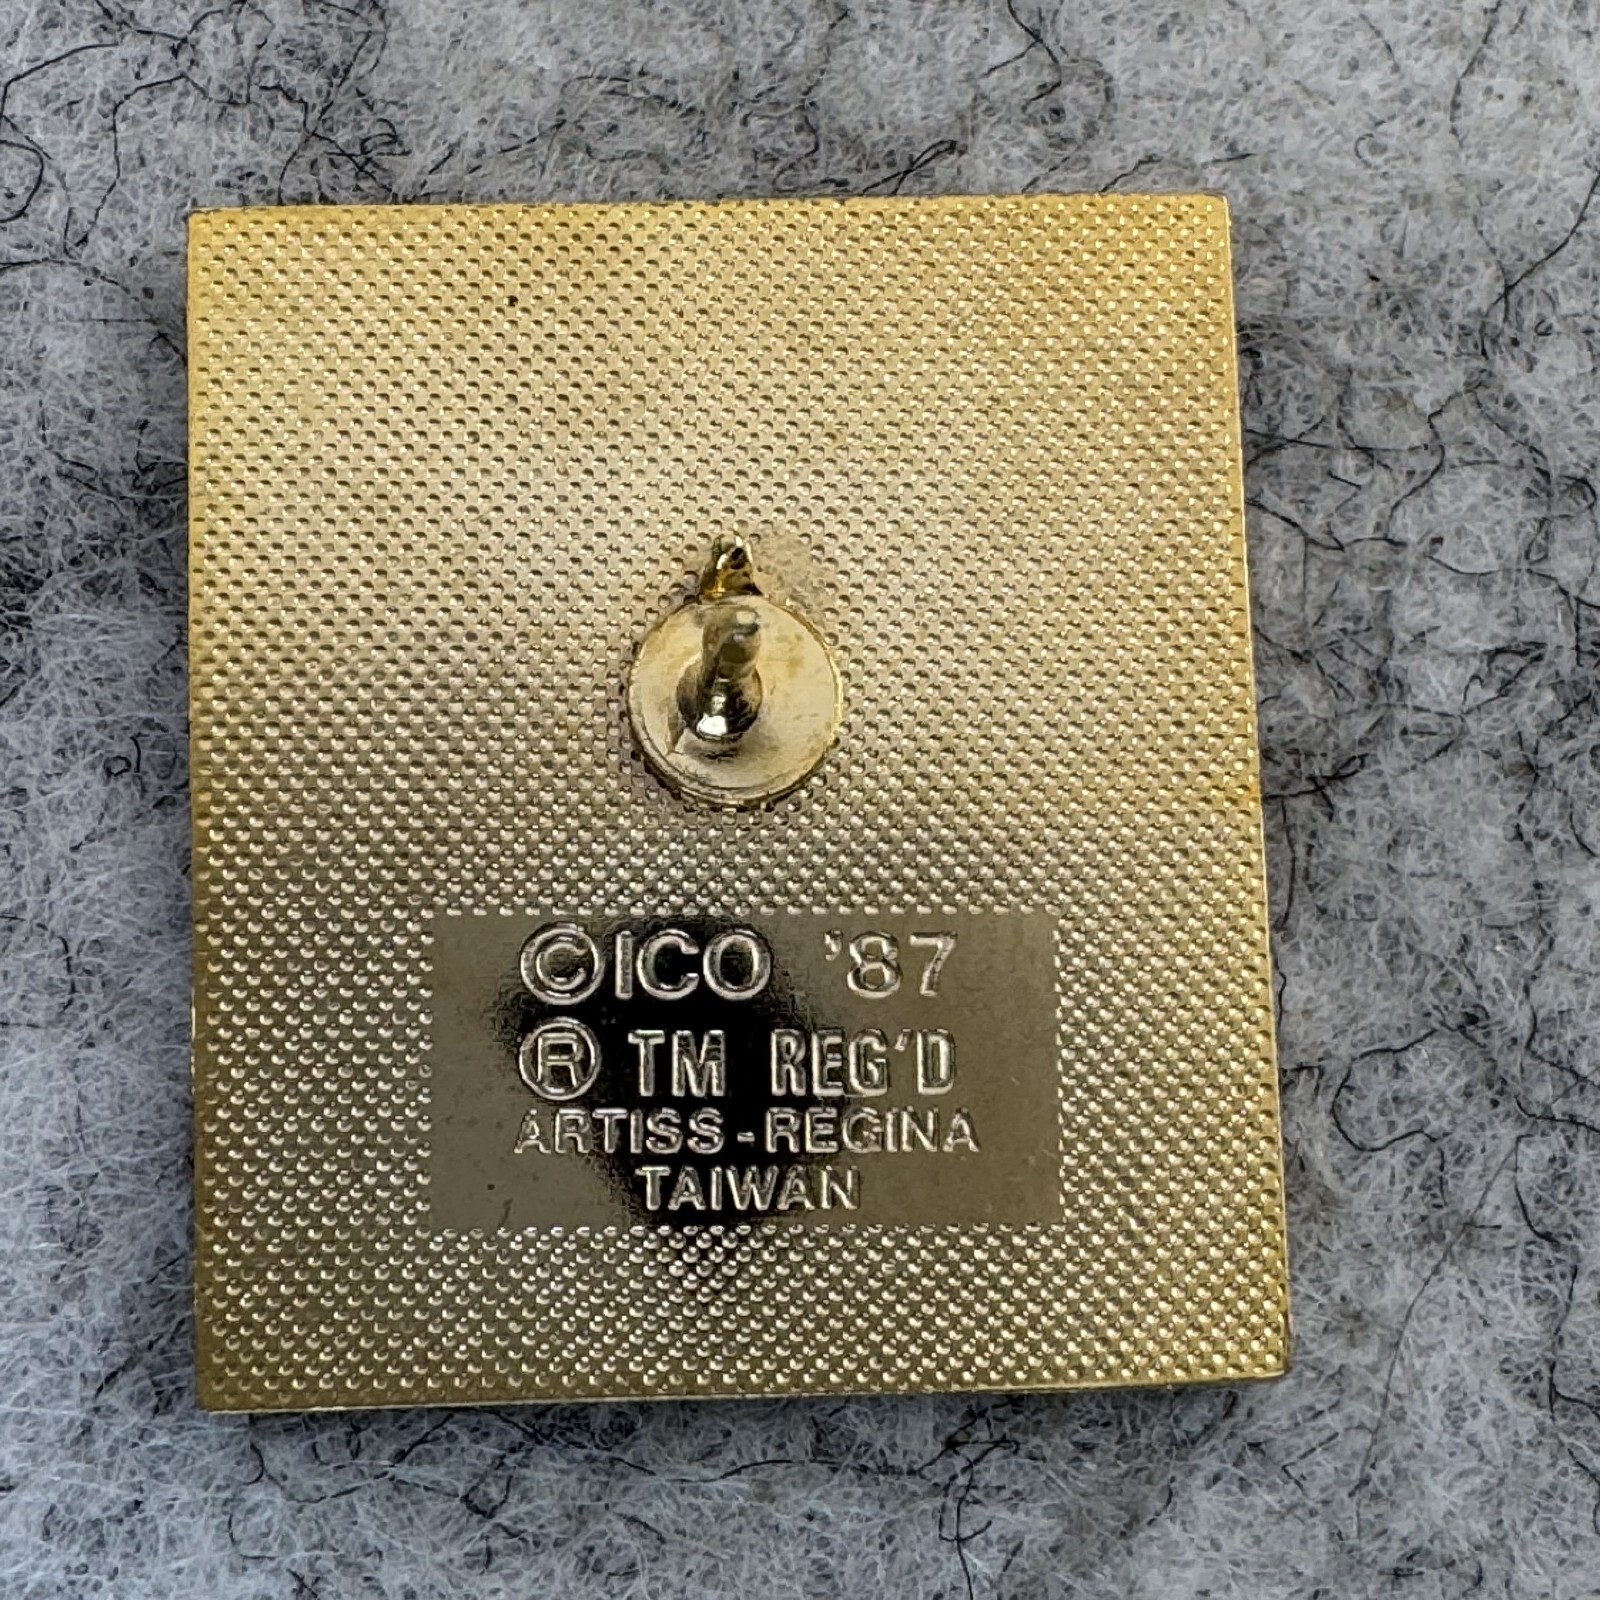 ©ICO '87
® TM REG'D
ARTISS-REGINA
TAIWAN